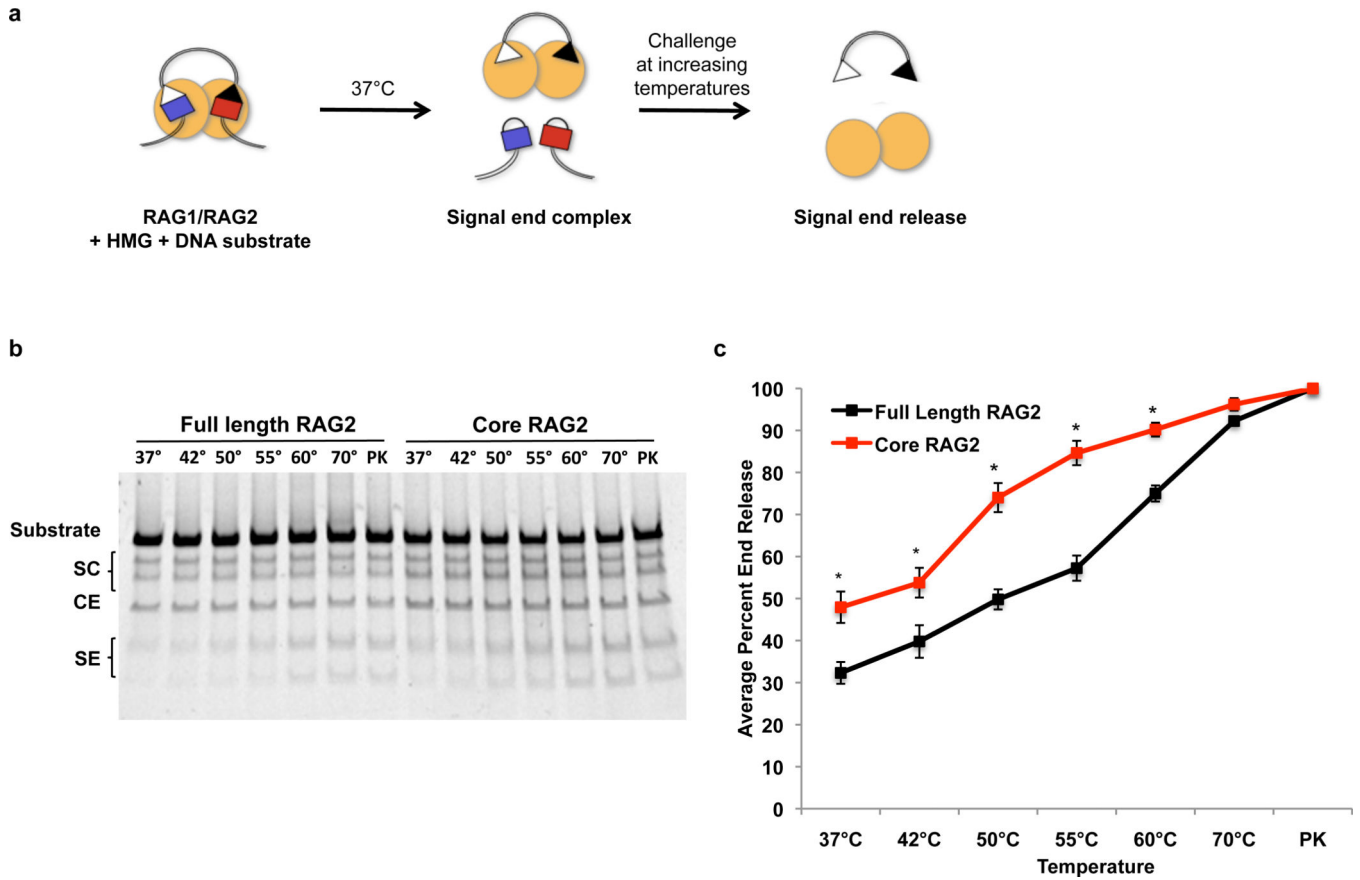 a
37°C
Challenge
at increasing
temperatures
RAG1/RAG2
+ HMG + DNA substrate
Signal end complex
Signal end release
b
Full length RAG2 Core RAG2
37° 42° 50° 55° 60° 70° PK 37° 42° 50° 55° 60° 70° PK
Substrate
SC
CE
SE
c
Average Percent End Release
100
90
80
70
60
50
40
30
20
10
0
Full Length RAG2
Core RAG2
* * * * *
37°C 42°C 50°C 55°C 60°C 70°C PK
Temperature